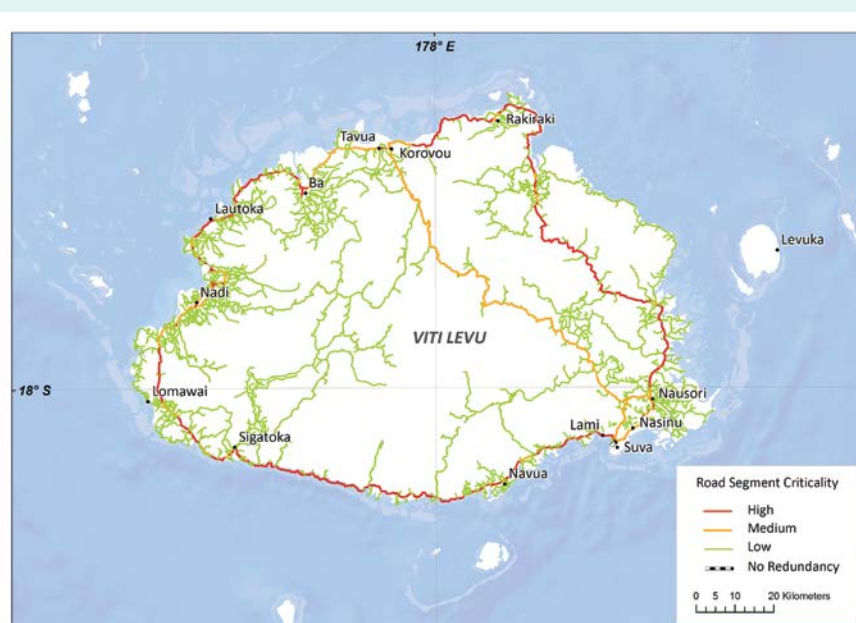 178° E
Rakiraki
Tavua
Korovou
Ba
Lautoka
Levuka
Nadi
VITI LEVU
18° S
Lomawai
Nausori
Nasinu
Lami
Sigatoka
Suva
Navua
Road Segment Criticality
High
Medium
Low
No Redundancy
0 5 10 20 Kilometers